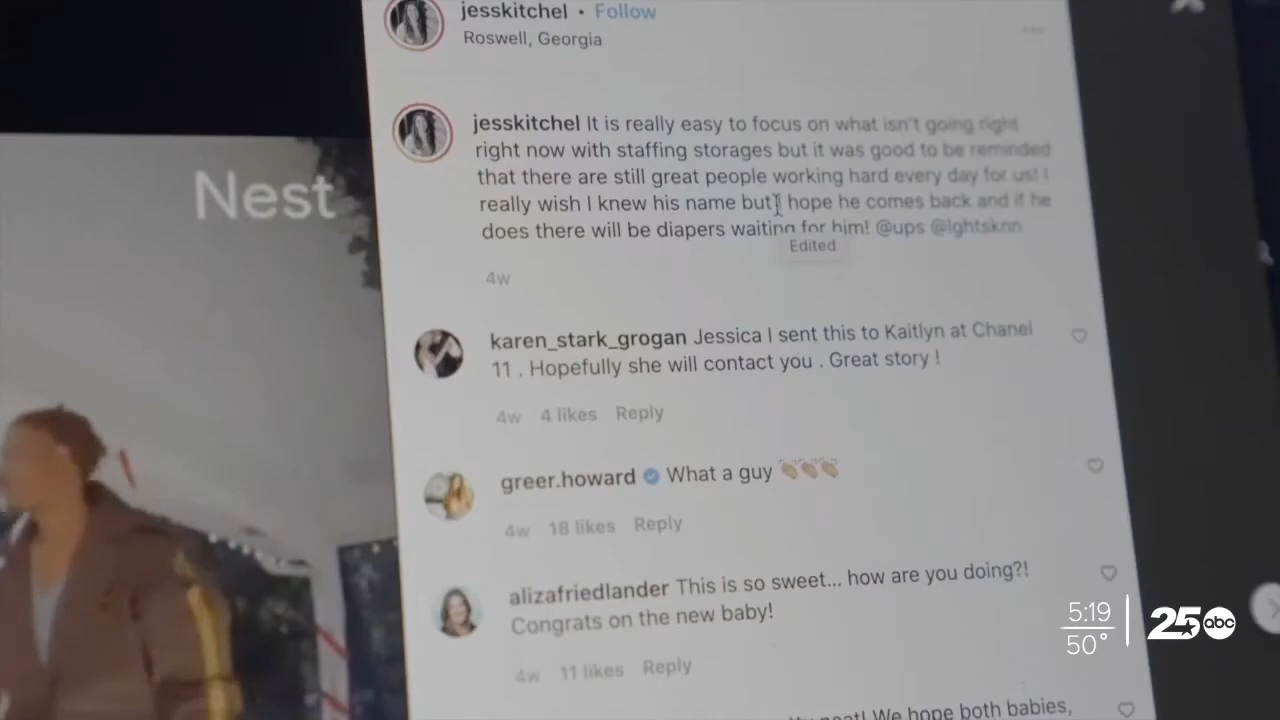 jesskitchel • Follow
Roswell, Georgia
Nest
jesskitchel It is really easy to focus on what isn't going right
right now with staffing storages but it was good to be reminded
that there are still great people working hard every day for us! I
really wish I knew his name but I hope he comes back and if he
does there will be diapers waiting for him! @ups @lghtsknn
Edited
4w
karen_stark_grogan Jessica I sent this to Kaitlyn at Chanel
11 . Hopefully she will contact you . Great story !
4w 4 likes Reply
greer.howard What a guy 👏🏼👏🏼👏🏼
4w 18 likes Reply
alizafriedlander This is so sweet... how are you doing?!
Congrats on the new baby!
4w 11 likes Reply
We hope both babies,
5:19
50°
25 abc